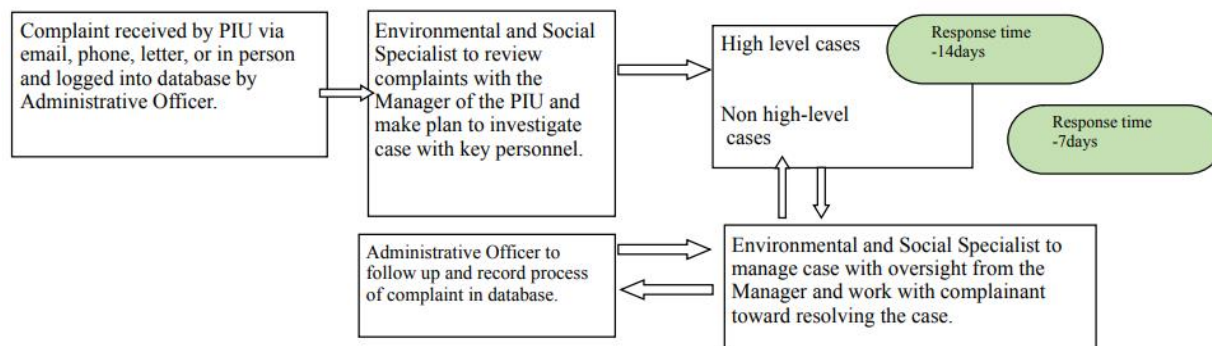 Complaint received by PIU via
email, phone, letter, or in person
and logged into database by
Administrative Officer.
Environmental and Social
Specialist to review
complaints with the
Manager of the PIU and
make plan to investigate
case with key personnel.
High level cases
Response time
-14days
Non high-level
cases
Response time
-7days
Administrative Officer to
follow up and record process
of complaint in database.
Environmental and Social Specialist to
manage case with oversight from the
Manager and work with complainant
toward resolving the case.